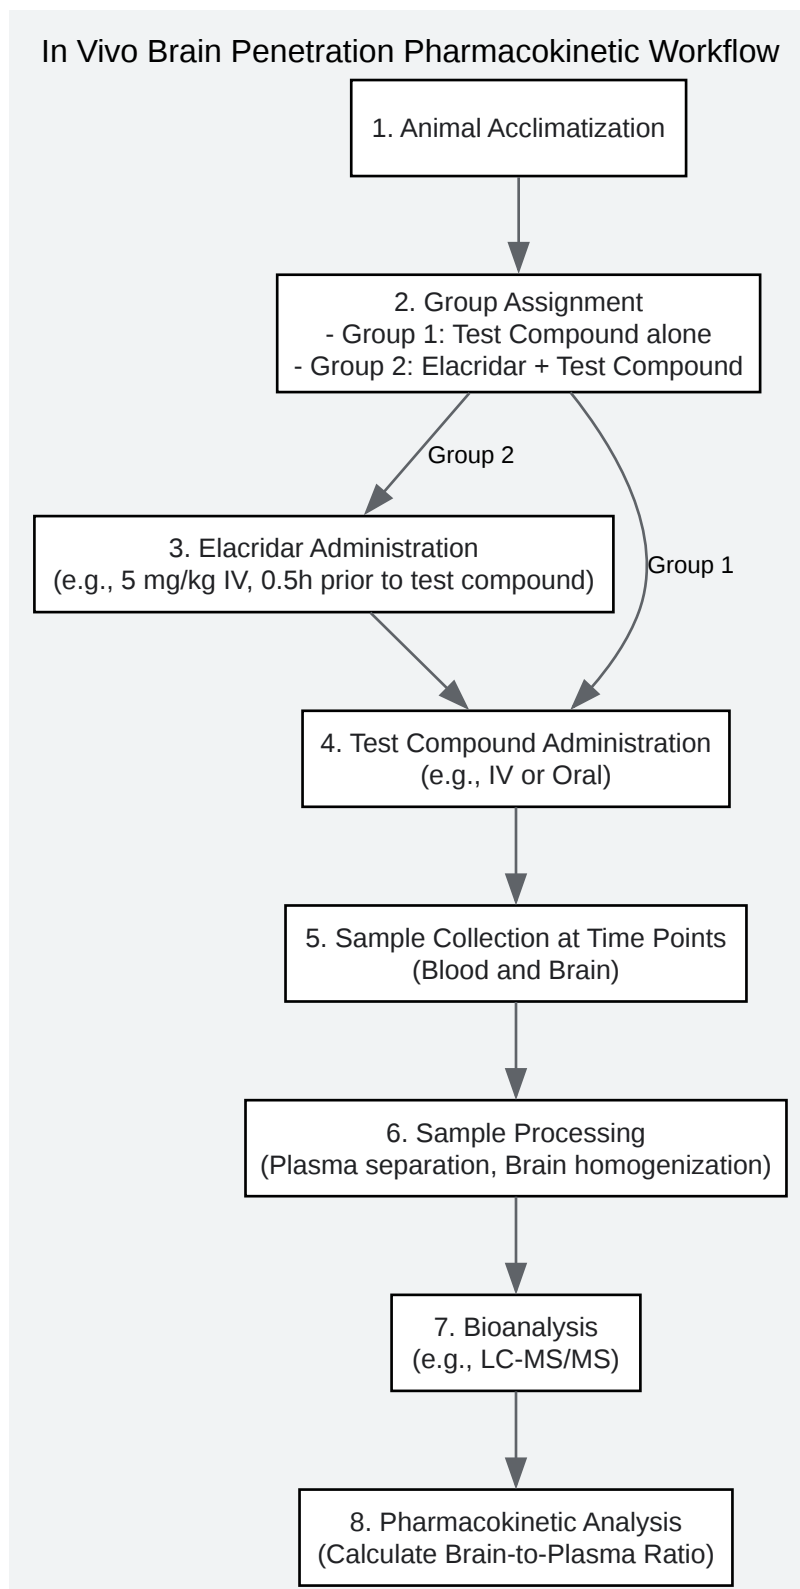 In Vivo Brain Penetration Pharmacokinetic Workflow
1. Animal Acclimatization
2. Group Assignment
- Group 1: Test Compound alone
- Group 2: Elacridar + Test Compound
Group 2
3. Elacridar Administration
(e.g., 5 mg/kg IV, 0.5h prior to test compound)
Group 1
4. Test Compound Administration
(e.g., IV or Oral)
5. Sample Collection at Time Points
(Blood and Brain)
6. Sample Processing
(Plasma separation, Brain homogenization)
7. Bioanalysis
(e.g., LC-MS/MS)
8. Pharmacokinetic Analysis
(Calculate Brain-to-Plasma Ratio)